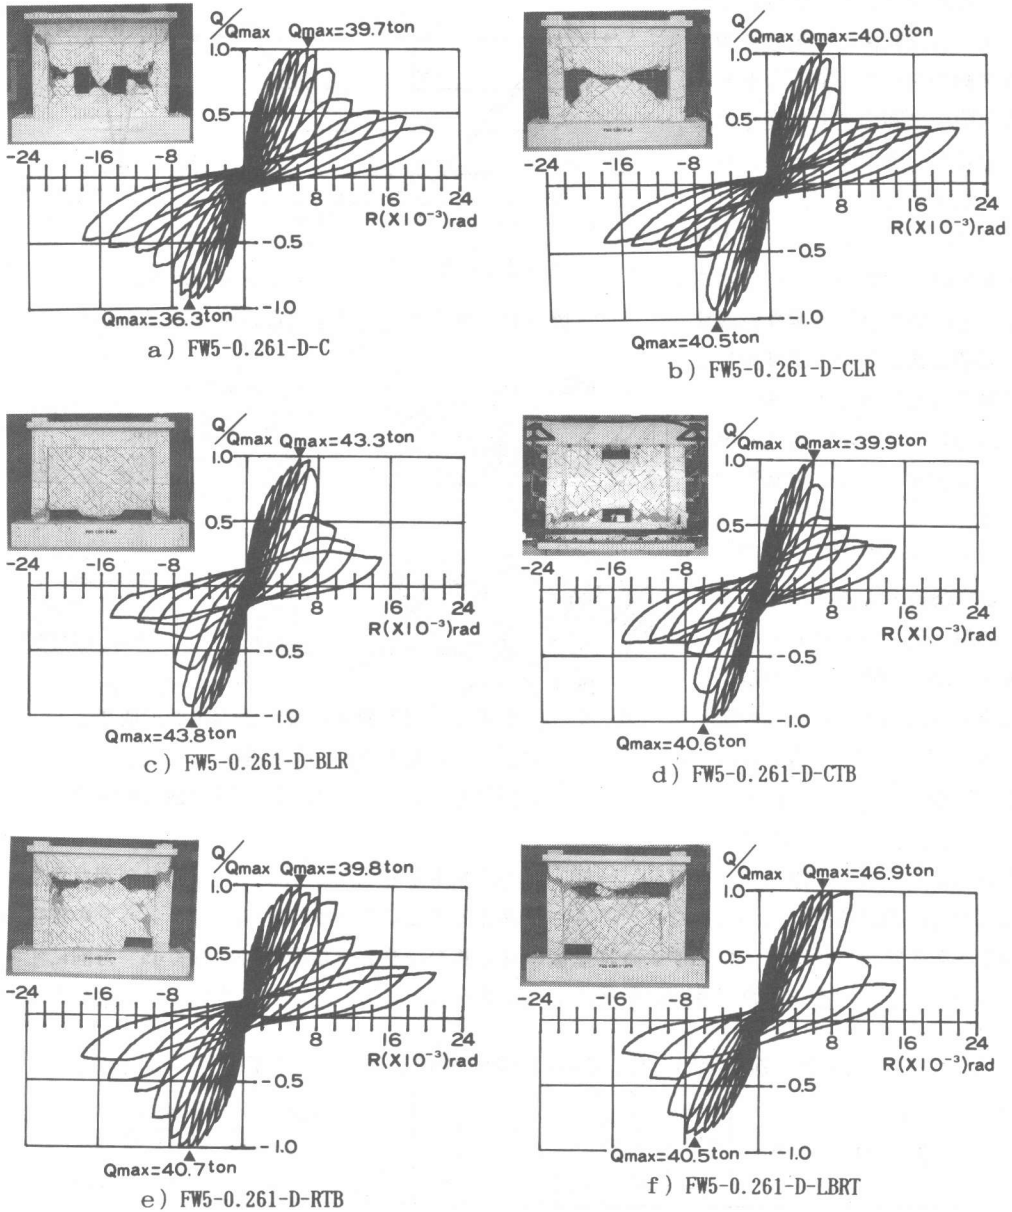 Q/Qmax Qmax=39.7ton
1.0
0.5
-24 -16 -8
8 16 24
R(X10⁻³)rad
-0.5
-1.0
Qmax=36.3ton
a) FW5-0.261-D-C
Q/Qmax Qmax=40.0ton
1.0
0.5
-24 -16 -8
8 16 24
R(X10⁻³)rad
-0.5
-1.0
Qmax=40.5ton
b) FW5-0.261-D-CLR
Q/Qmax Qmax=43.3ton
1.0
0.5
-24 -16 -8
8 16 24
R(X10⁻³)rad
-0.5
-1.0
Qmax=43.8ton
c) FW5-0.261-D-BLR
Q/Qmax Qmax=39.9ton
1.0
0.5
-24 -16 -8
8 16 24
R(X10⁻³)rad
-0.5
-1.0
Qmax=40.6ton
d) FW5-0.261-D-CTB
Q/Qmax Qmax=39.8ton
1.0
0.5
-24 -16 -8
8 16 24
R(X10⁻³)rad
-0.5
-1.0
Qmax=40.7ton
e) FW5-0.261-D-RTB
Q/Qmax Qmax=46.9ton
1.0
0.5
-24 -16 -8
8 16 24
R(X10⁻³)rad
-0.5
-1.0
Qmax=40.5ton
f) FW5-0.261-D-LBRT